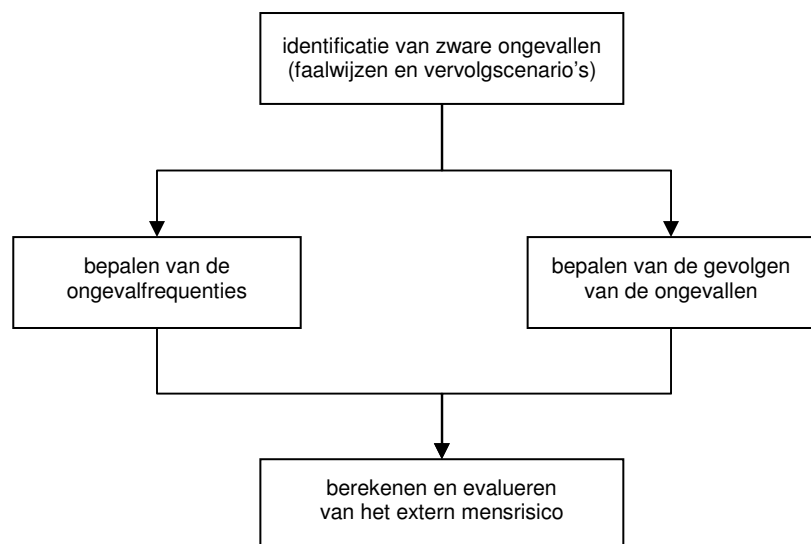 identificatie van zware ongevallen
(faalwijzen en vervolgscenario’s)
bepalen van de
ongevalfrequenties
bepalen van de gevolgen
van de ongevallen
berekenen en evalueren
van het extern mensrisico